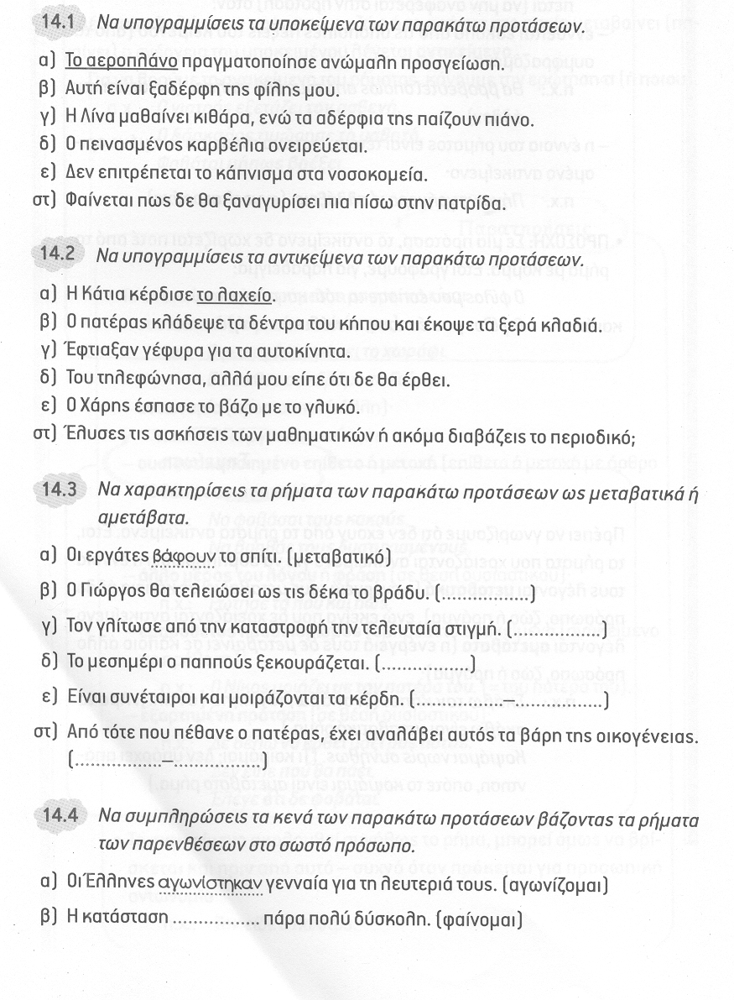 14.1 Να υπογραμμίσεις τα υποκείμενα των παρακάτω προτάσεων.
α) Το αεροπλάνο πραγματοποίησε ανώμαλη προσγείωση.
β) Αυτή είναι ξαδέρφη της φίλης μου.
γ) Η Λίνα μαθαίνει κιθάρα, ενώ τα αδέρφια της παίζουν πιάνο.
δ) Ο πεινασμένος καρβέλια ονειρεύεται.
ε) Δεν επιτρέπεται το κάπνισμα στα νοσοκομεία.
στ) Φαίνεται πως δε θα ξαναγυρίσει πια πίσω στην πατρίδα.
14.2 Να υπογραμμίσεις τα αντικείμενα των παρακάτω προτάσεων.
α) Η Κάτια κέρδισε το λαχείο.
β) Ο πατέρας κλάδεψε τα δέντρα του κήπου και έκοψε τα ξερά κλαδιά.
γ) Έφτιαξαν γέφυρα για τα αυτοκίνητα.
δ) Του τηλεφώνησα, αλλά μου είπε ότι δε θα έρθει.
ε) Ο Χάρης έσπασε το βάζο με το γλυκό.
στ) Έλυσες τις ασκήσεις των μαθηματικών ή ακόμα διαβάζεις το περιοδικό;
14.3 Να χαρακτηρίσεις τα ρήματα των παρακάτω προτάσεων ως μεταβατικά ή
αμετάβατα.
α) Οι εργάτες βάφουν το σπίτι. (μεταβατικό)
β) Ο Γιώργος θα τελειώσει ως τις δέκα το βράδυ. (..................)
γ) Τον γλίτωσε από την καταστροφή την τελευταία στιγμή. (..................)
δ) Το μεσημέρι ο παππούς ξεκουράζεται. (..................)
ε) Είναι συνέταιροι και μοιράζονται τα κέρδη. (..................–..................)
στ) Από τότε που πέθανε ο πατέρας, έχει αναλάβει αυτός τα βάρη της οικογένειας.
(..................–..................)
14.4 Να συμπληρώσεις τα κενά των παρακάτω προτάσεων βάζοντας τα ρήματα
των παρενθέσεων στο σωστό πρόσωπο.
α) Οι Έλληνες αγωνίστηκαν γενναία για τη λευτεριά τους. (αγωνίζομαι)
β) Η κατάσταση .................. πάρα πολύ δύσκολη. (φαίνομαι)